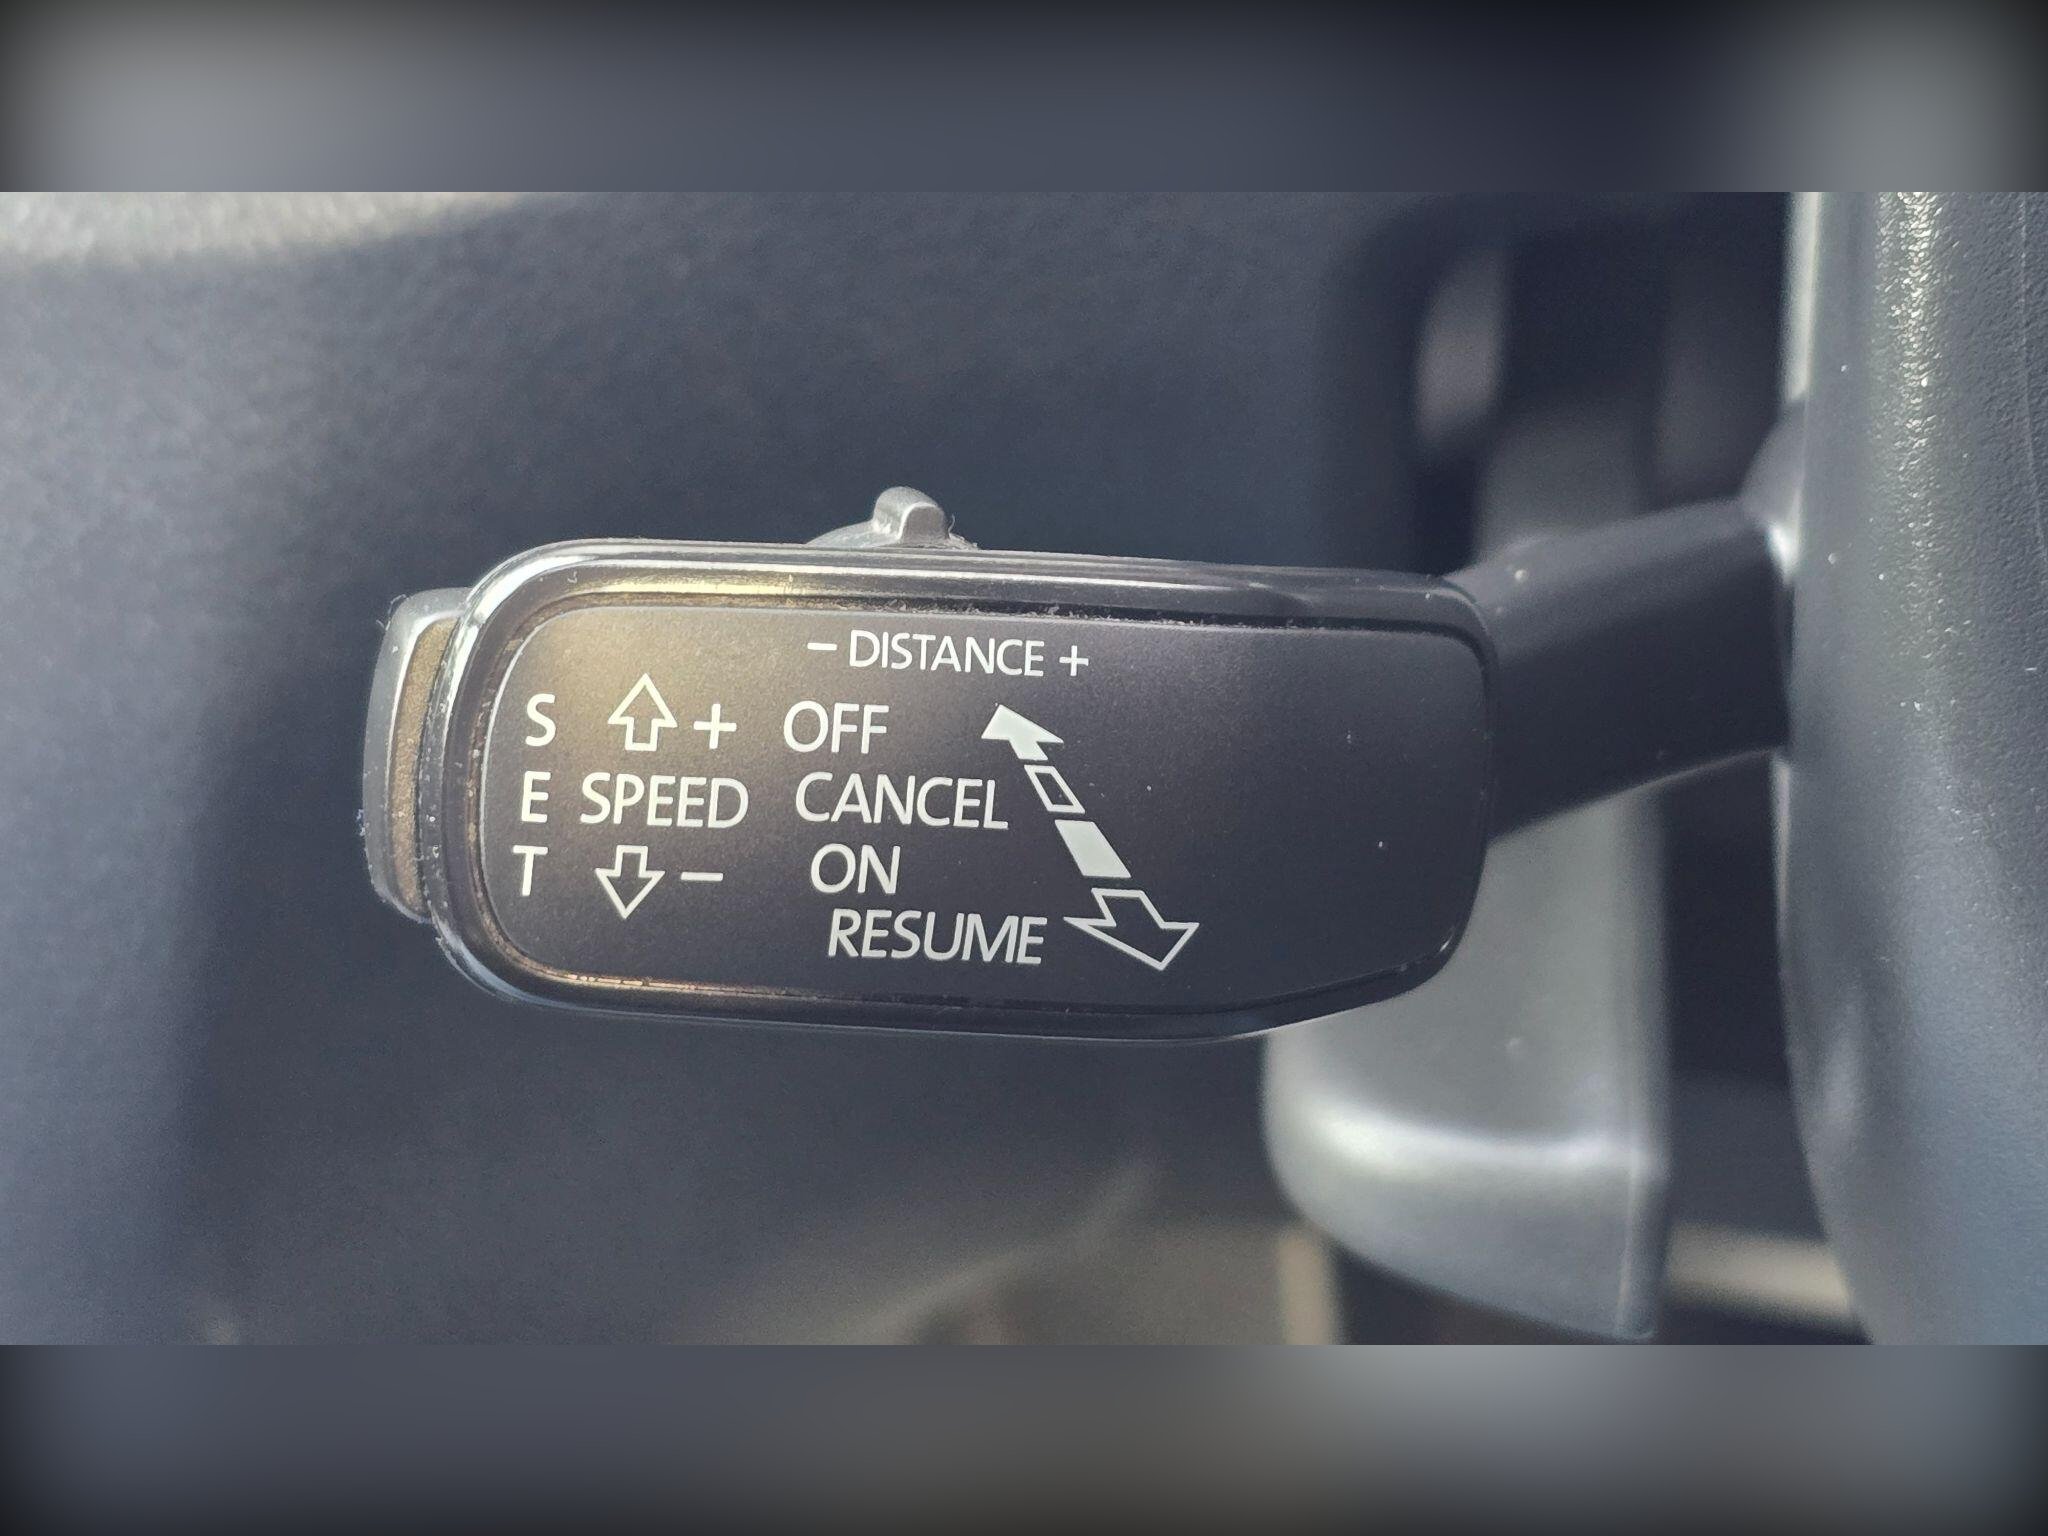 − DISTANCE +
S + OFF
E SPEED CANCEL
T − ON
RESUME